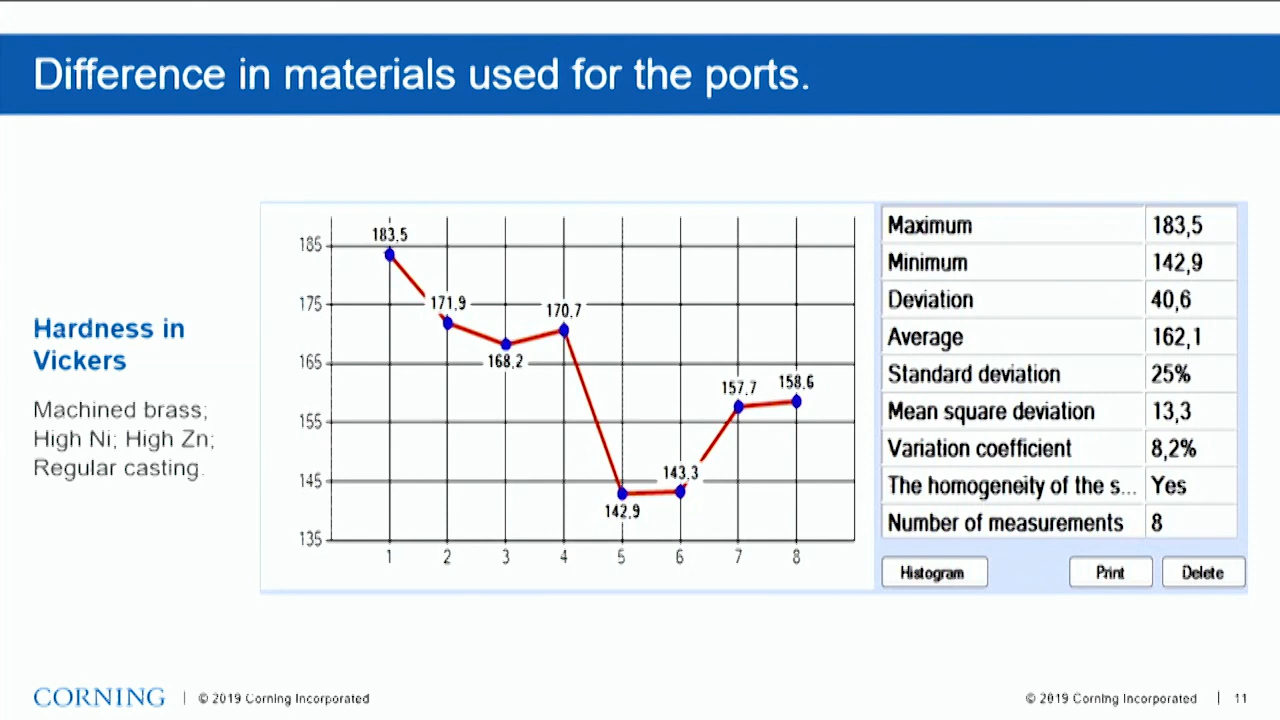 Difference in materials used for the ports.
Hardness in
Vickers
Machined brass;
High Ni; High Zn;
Regular casting.
185
175
165
155
145
135
183,5
171,9
168,2
170,7
142,9
143,3
157,7
158,6
1 2 3 4 5 6 7 8
Maximum 183,5
Minimum 142,9
Deviation 40,6
Average 162,1
Standard deviation 25%
Mean square deviation 13,3
Variation coefficient 8,2%
The homogeneity of the s... Yes
Number of measurements 8
Histogram Print Delete
CORNING | © 2019 Corning Incorporated
© 2019 Corning Incorporated | 11